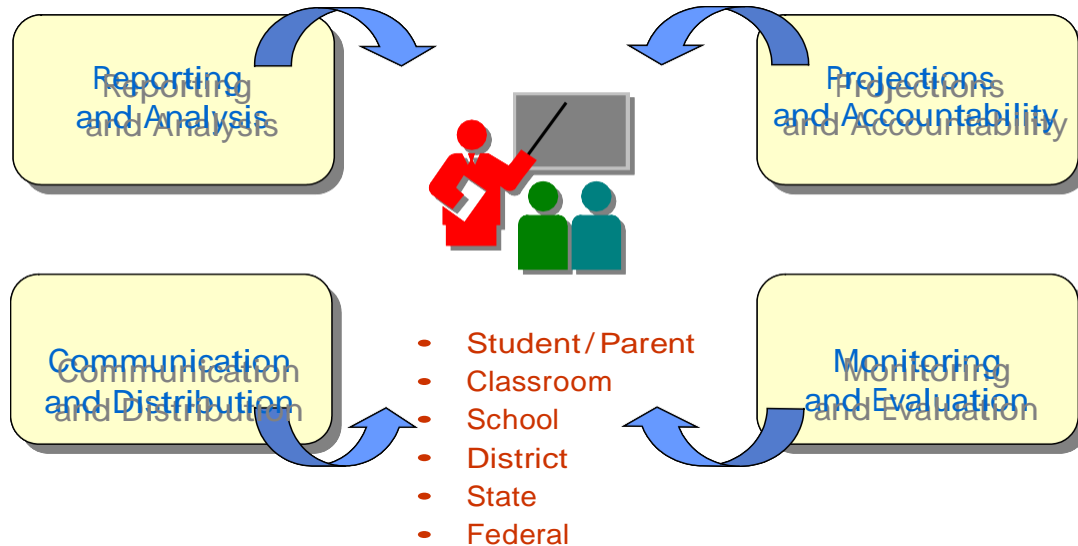 Reporting
and Analysis
Projections
and Accountability
Communication
and Distribution
• Student/Parent
• Classroom
• School
• District
• State
• Federal
Monitoring
and Evaluation